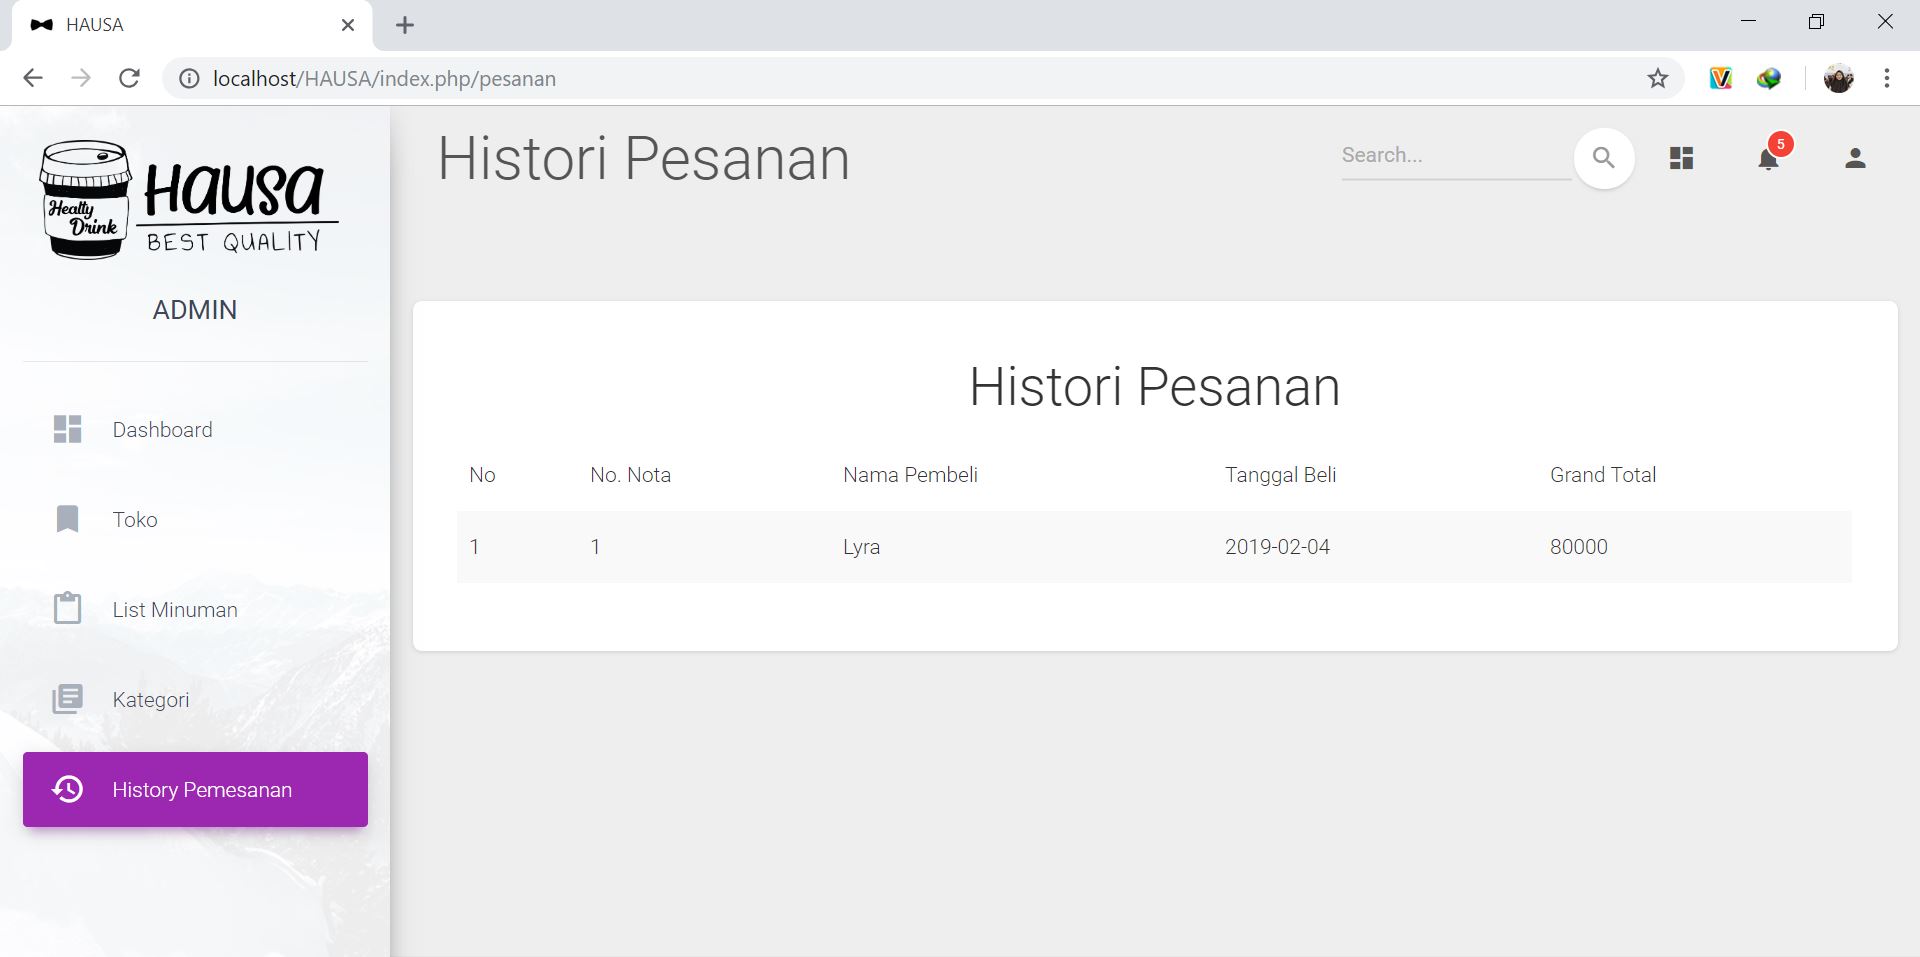 HAUSA
localhost/HAUSA/index.php/pesanan
Healty
Drink
Hausa
BEST QUALITY
ADMIN
Dashboard
Toko
List Minuman
Kategori
History Pemesanan
Histori Pesanan
Search...
5
Histori Pesanan
No No. Nota Nama Pembeli Tanggal Beli Grand Total
1 1 Lyra 2019-02-04 80000